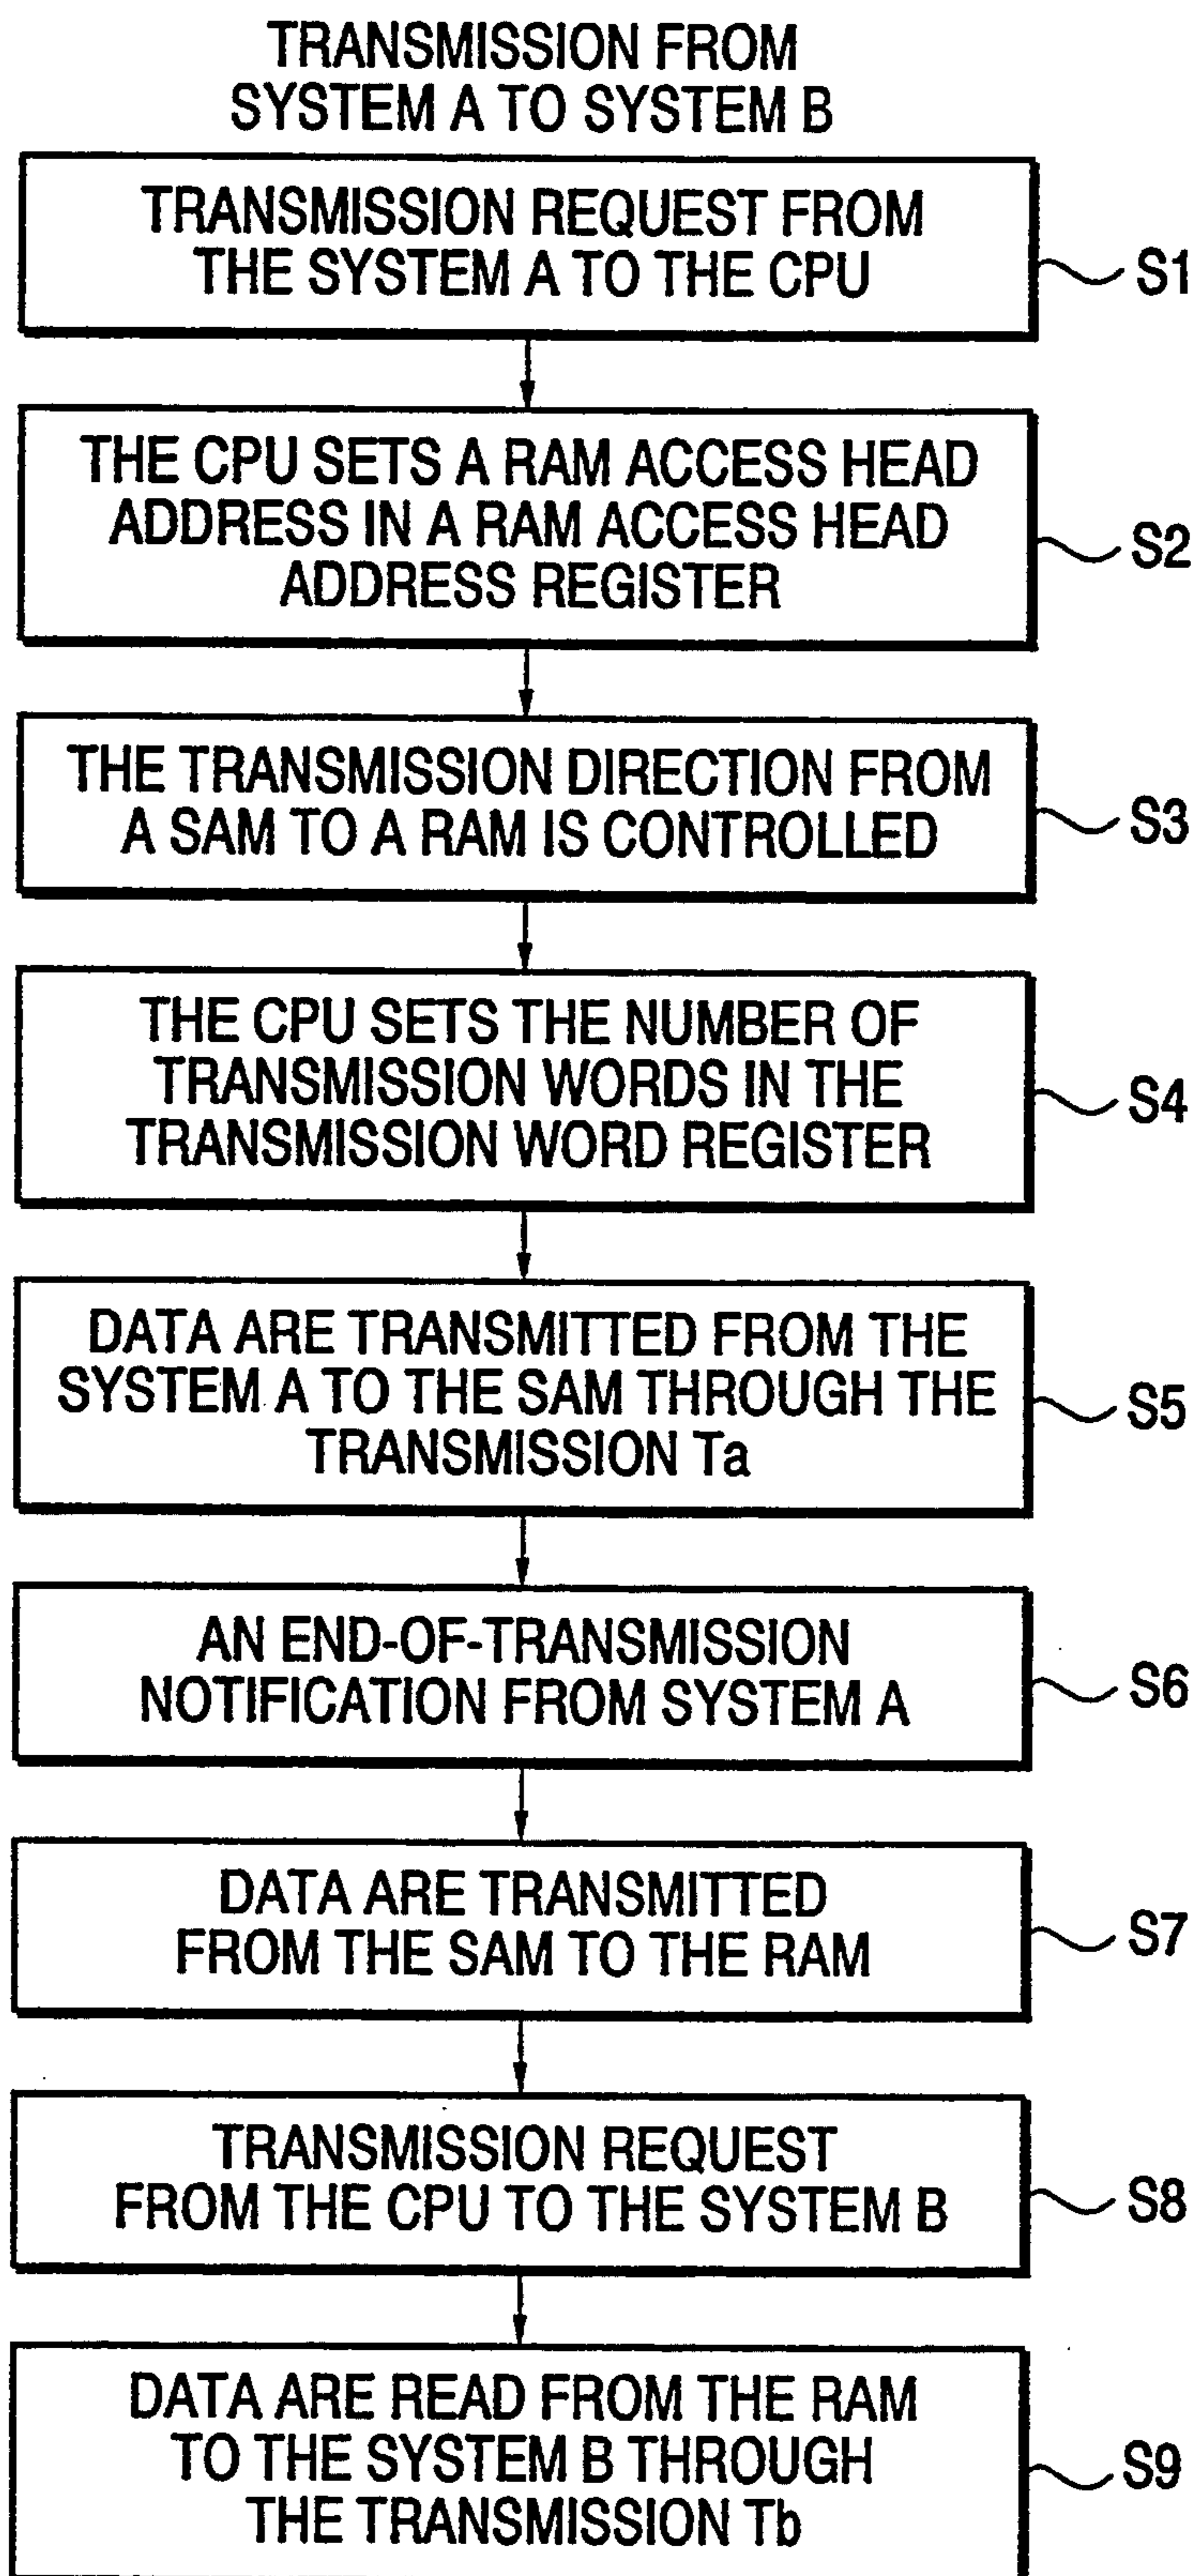 TRANSMISSION FROM
SYSTEM A TO SYSTEM B
TRANSMISSION REQUEST FROM
THE SYSTEM A TO THE CPU
S1
THE CPU SETS A RAM ACCESS HEAD
ADDRESS IN A RAM ACCESS HEAD
ADDRESS REGISTER
S2
THE TRANSMISSION DIRECTION FROM
A SAM TO A RAM IS CONTROLLED
S3
THE CPU SETS THE NUMBER OF
TRANSMISSION WORDS IN THE
TRANSMISSION WORD REGISTER
S4
DATA ARE TRANSMITTED FROM THE
SYSTEM A TO THE SAM THROUGH THE
TRANSMISSION Ta
S5
AN END-OF-TRANSMISSION
NOTIFICATION FROM SYSTEM A
S6
DATA ARE TRANSMITTED
FROM THE SAM TO THE RAM
S7
TRANSMISSION REQUEST
FROM THE CPU TO THE SYSTEM B
S8
DATA ARE READ FROM THE RAM
TO THE SYSTEM B THROUGH
THE TRANSMISSION Tb
S9